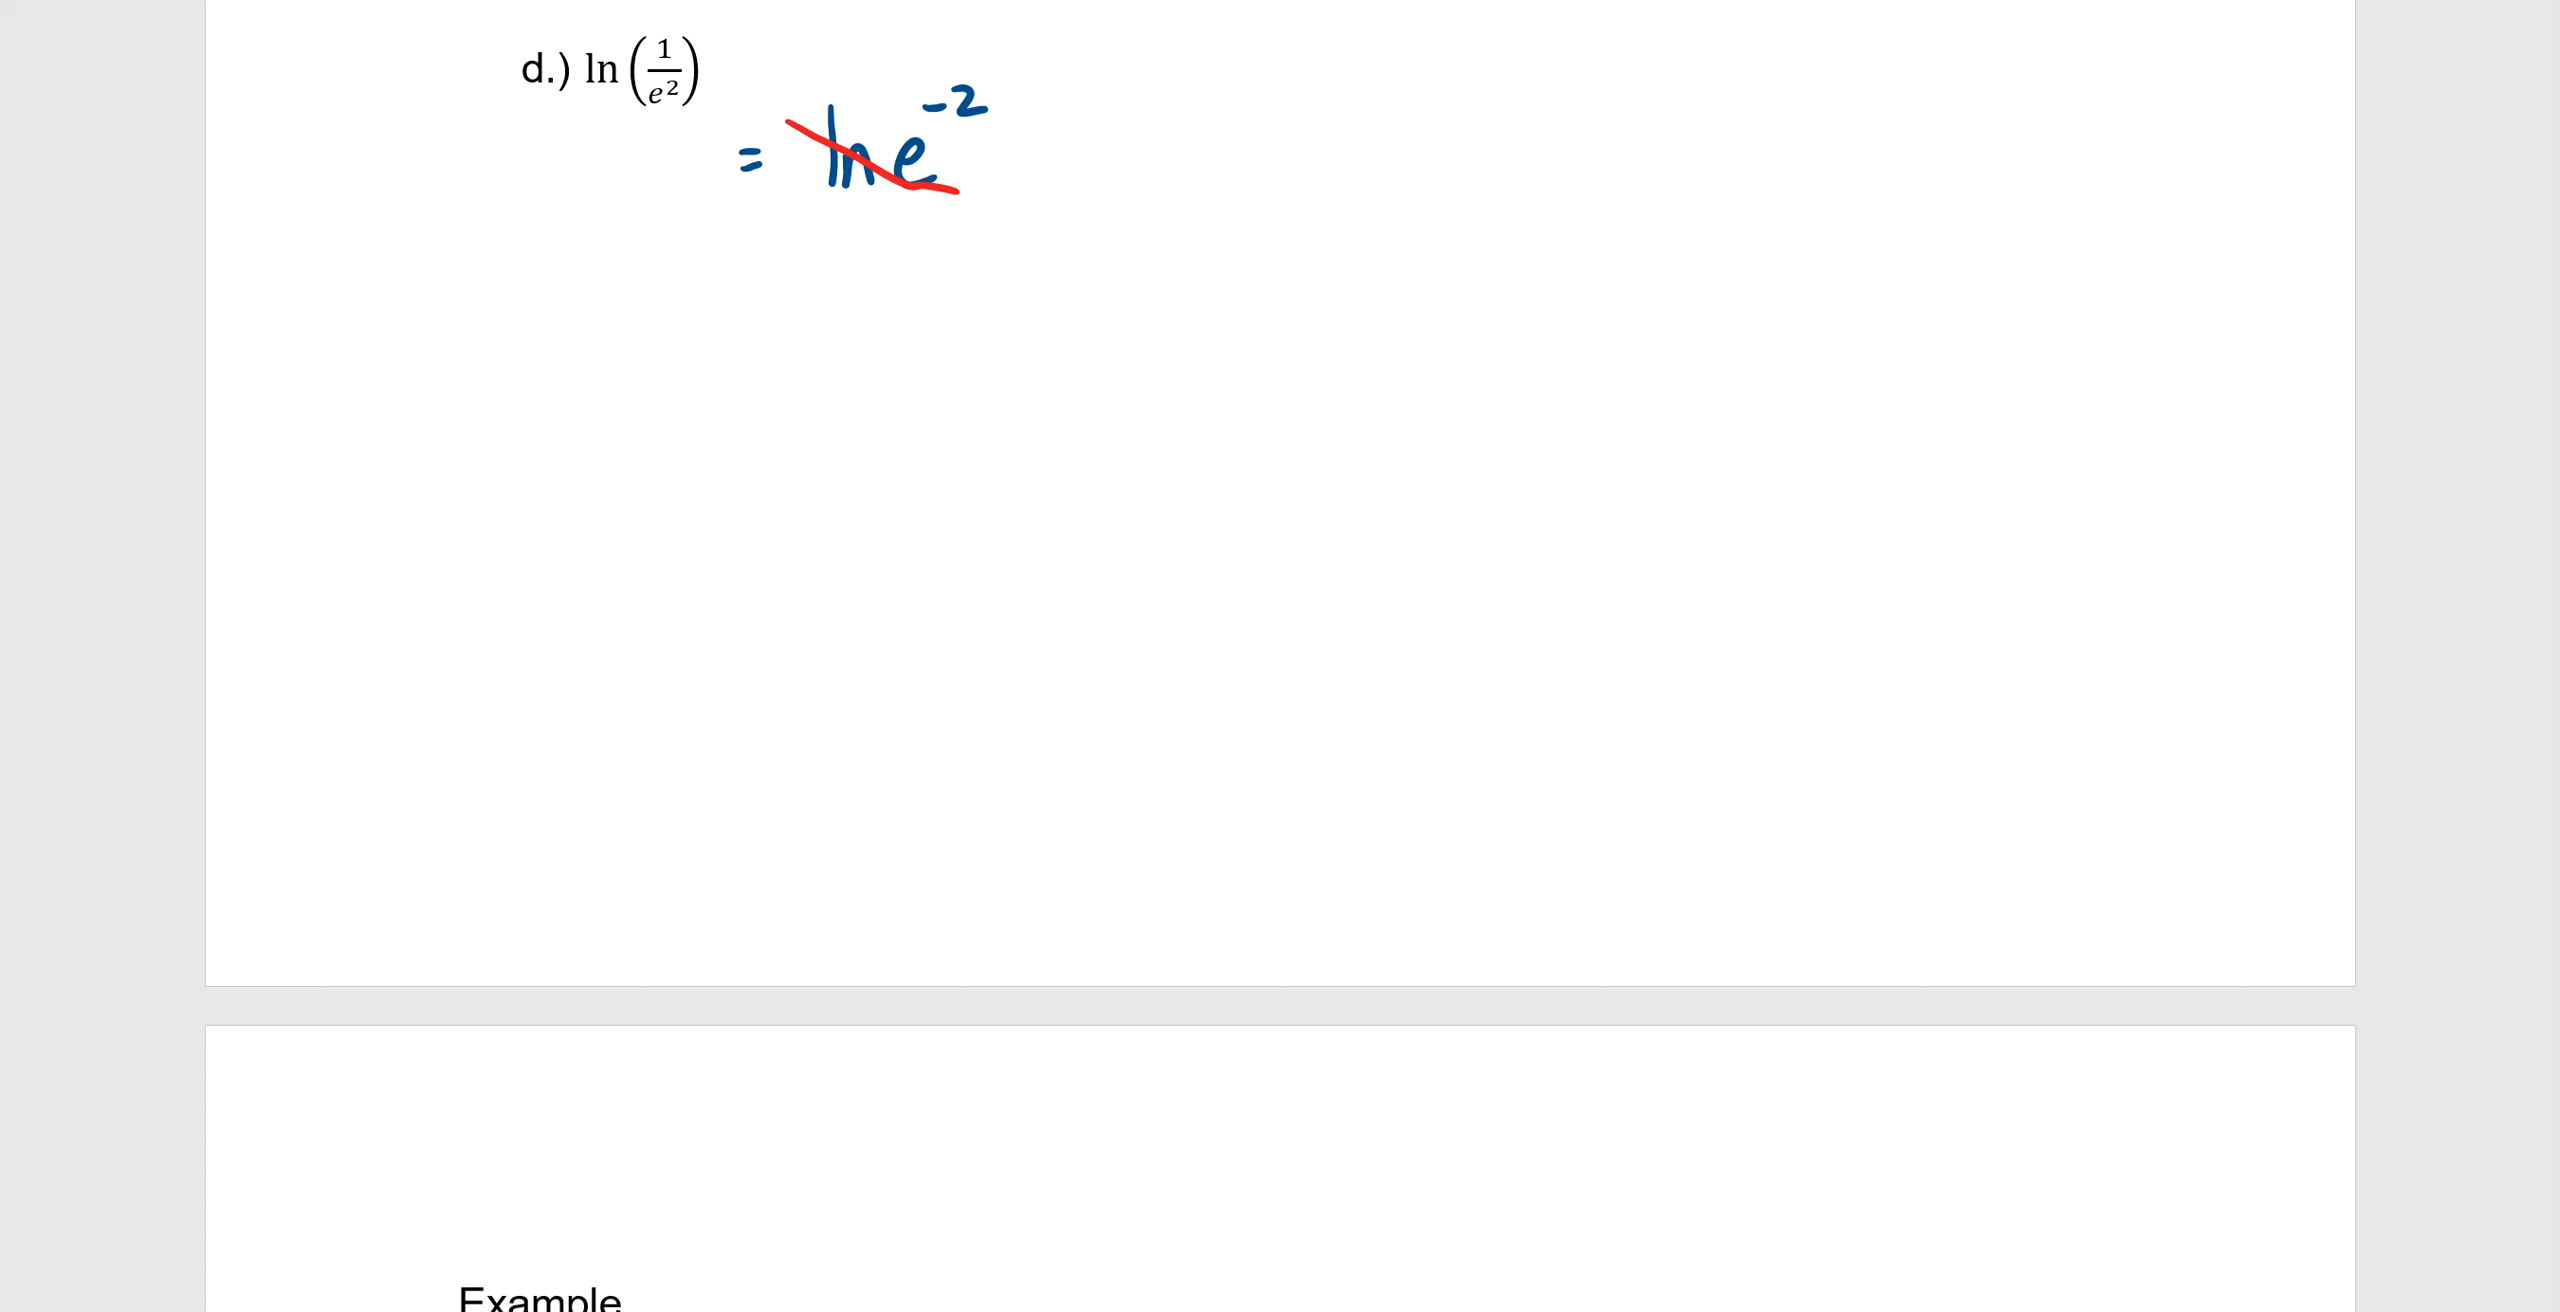 d.) ln (1/e²)
= ln e⁻²
Example